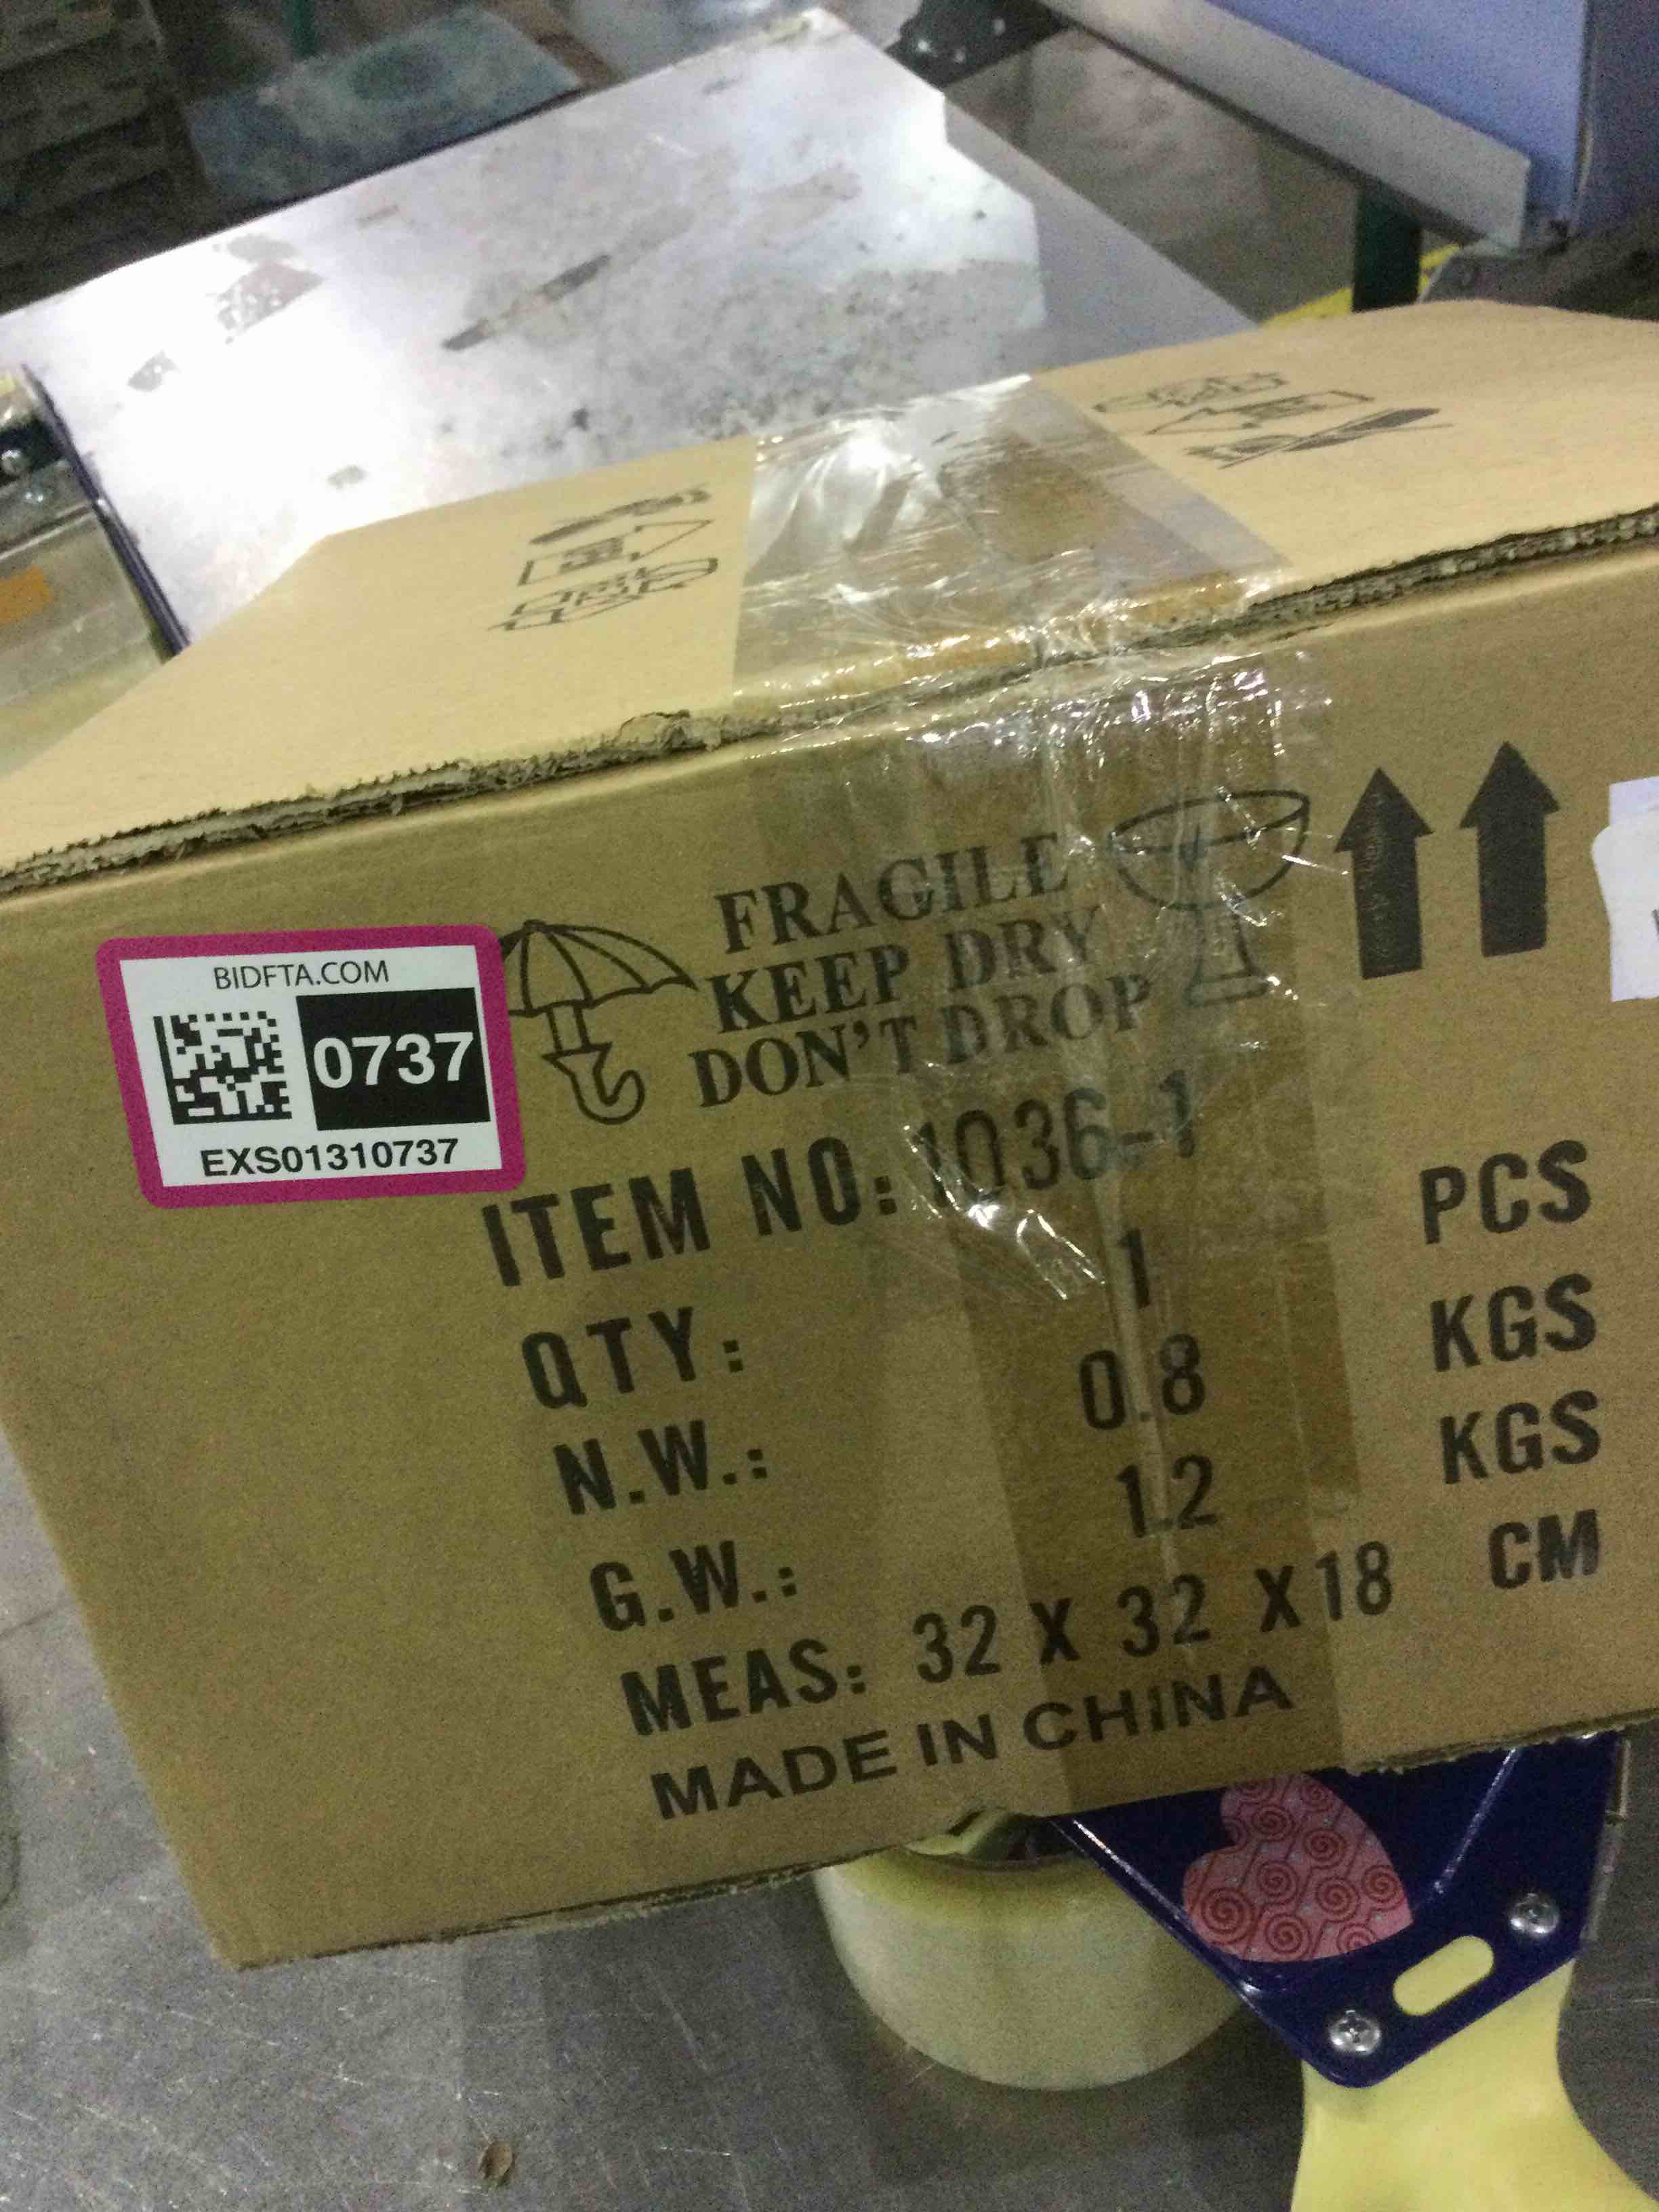 BIDFTA.COM
0737
EXS01310737
FRAGILE
KEEP DRY
DON'T DROP
ITEM NO: 1036-1
QTY: 1 PCS
N.W.: 0.8 KGS
G.W.: 1.2 KGS
MEAS: 32 X 32 X 18 CM
MADE IN CHINA